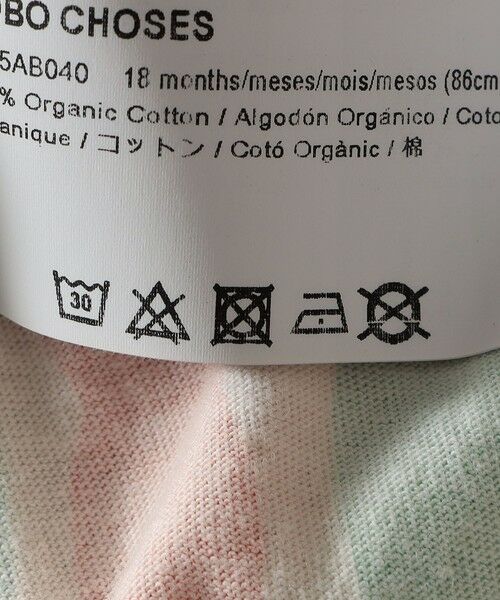 BO CHOSES
5AB040 18 months/meses/mois/mesos (86cm
% Organic Cotton / Algodón Orgánico / Coto
anique / コットン / Cotó Orgànic / 棉
30